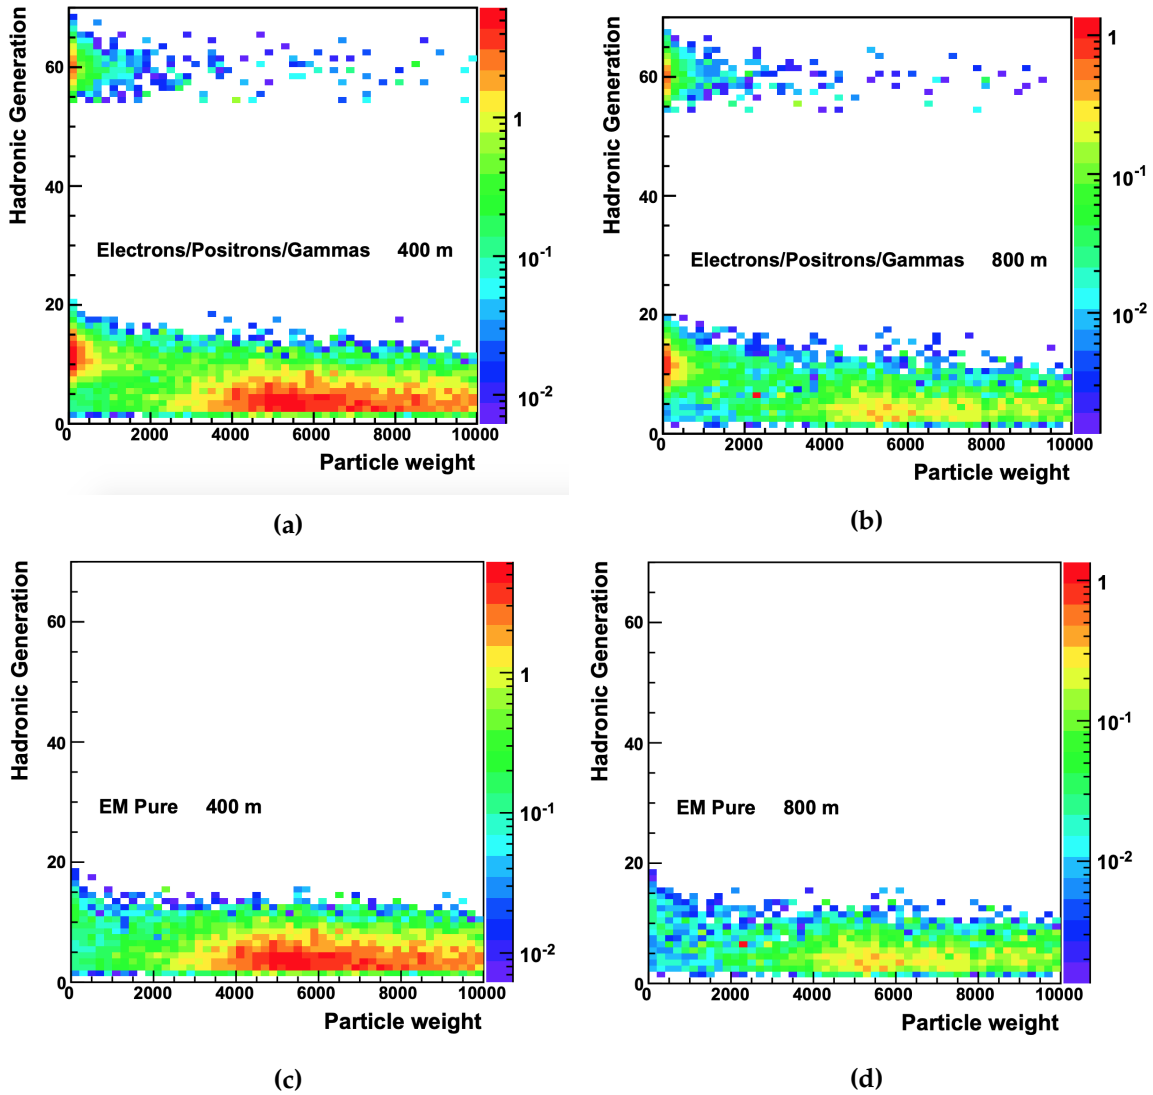 Hadronic Generation
60
40
20
0
Electrons/Positrons/Gammas 400 m
0 2000 4000 6000 8000 10000
Particle weight
1
10-1
10-2
(a)
Hadronic Generation
60
40
20
0
Electrons/Positrons/Gammas 800 m
0 2000 4000 6000 8000 10000
Particle weight
1
10-1
10-2
(b)
Hadronic Generation
60
40
20
0
EM Pure 400 m
0 2000 4000 6000 8000 10000
Particle weight
1
10-1
10-2
(c)
Hadronic Generation
60
40
20
0
EM Pure 800 m
0 2000 4000 6000 8000 10000
Particle weight
1
10-1
10-2
(d)